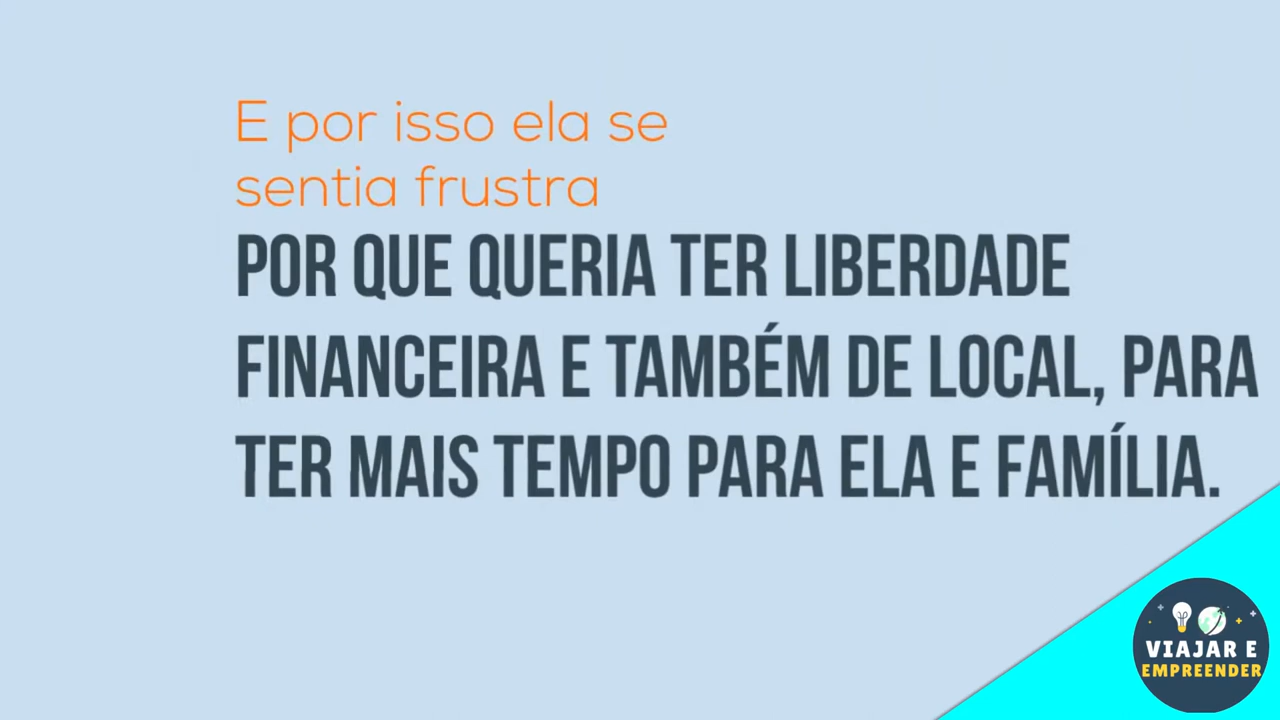 E por isso ela se
sentia frustra
POR QUE QUERIA TER LIBERDADE
FINANCEIRA E TAMBÉM DE LOCAL, PARA
TER MAIS TEMPO PARA ELA E FAMÍLIA.
VIAJAR E
EMPREENDER